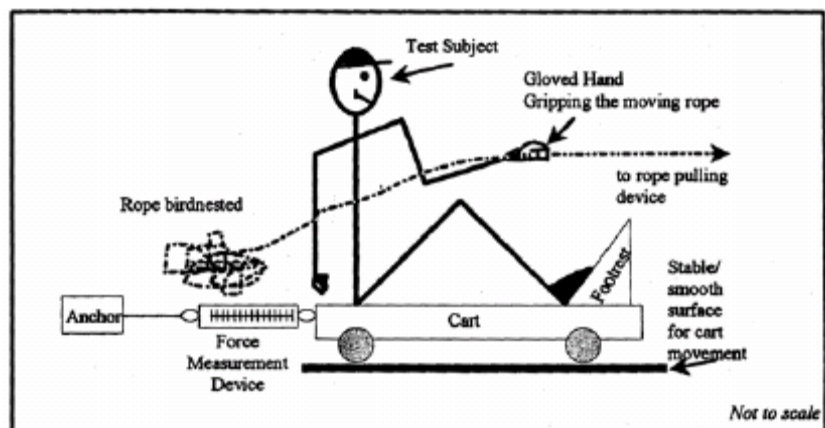 Test Subject
Gloved Hand
Gripping the moving rope
to rope pulling
device
Rope birdnested
Footrest
Stable/
smooth
surface
for cart
movement
Anchor
Cart
Force
Measurement
Device
Not to scale